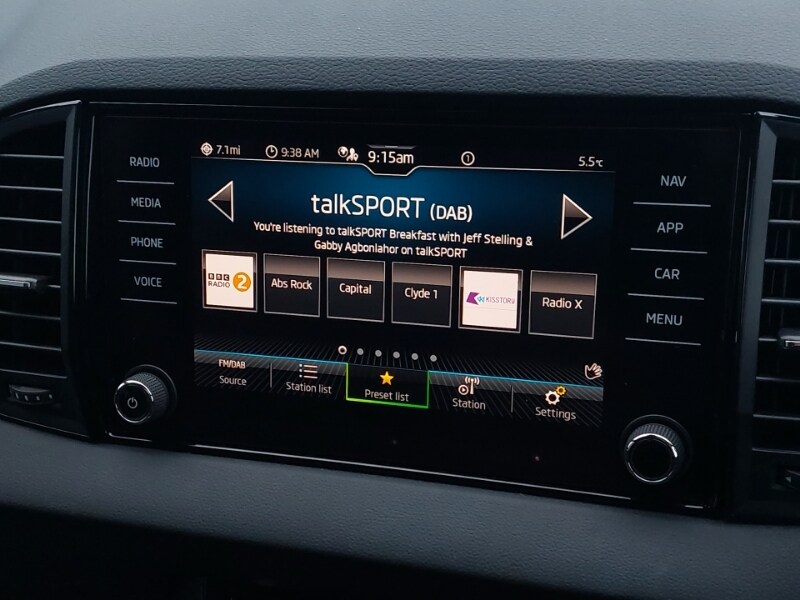 RADIO
MEDIA
PHONE
VOICE
7.1mi
9:38 AM
9:15am
1
5.5°C
talkSPORT (DAB)
You're listening to talkSPORT Breakfast with Jeff Stelling &
Gabby Agbonlahor on talkSPORT
BBC
RADIO 2
Abs Rock
Capital
Clyde 1
KISSTORY
Radio X
FM/DAB
Source
Station list
Preset list
Station
Settings
NAV
APP
CAR
MENU